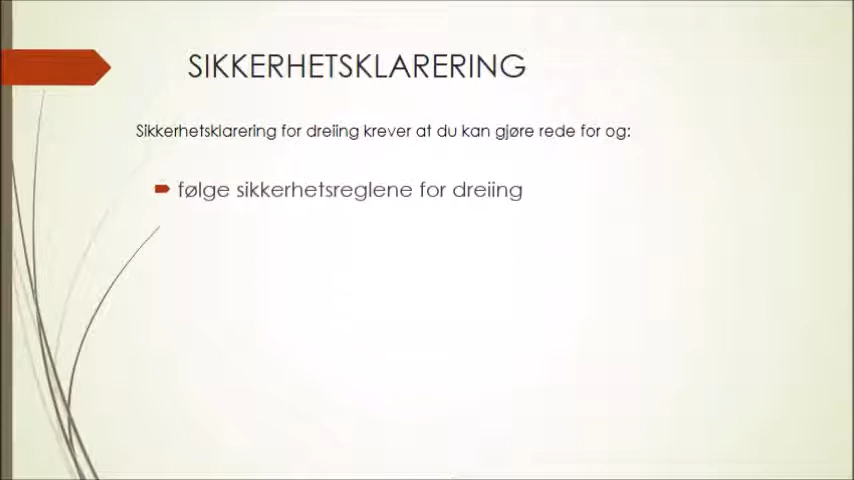 SIKKERHETSKLARERING
Sikkerhetsklarering for dreiing krever at du kan gjøre rede for og:
følge sikkerhetsreglene for dreiing